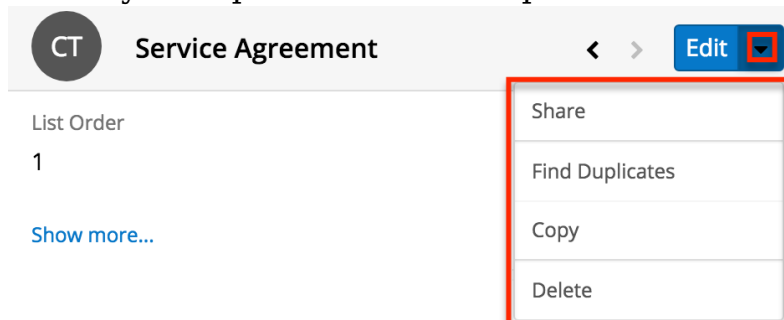 CT Service Agreement Edit
List Order
1
Show more...
Share
Find Duplicates
Copy
Delete